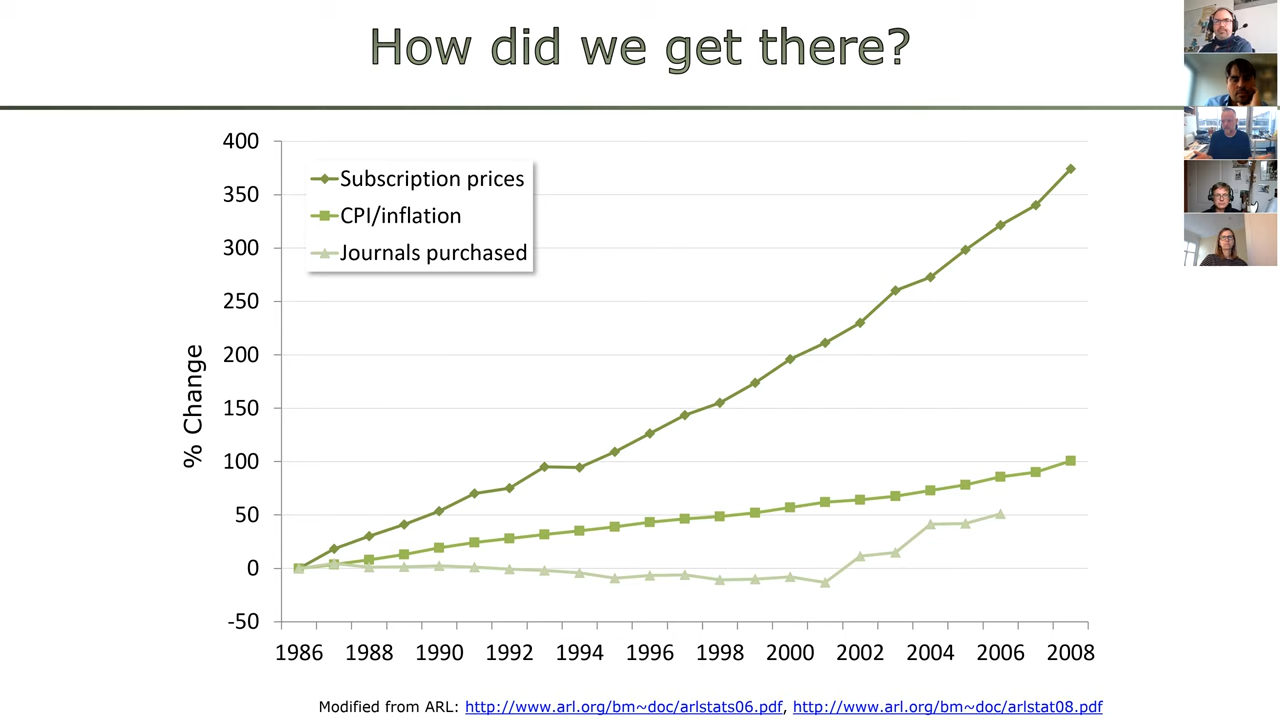 How did we get there?
400
350
300
250
200
150
100
50
0
-50
% Change
Subscription prices
CPI/inflation
Journals purchased
1986 1988 1990 1992 1994 1996 1998 2000 2002 2004 2006 2008
Modified from ARL: http://www.arl.org/bm~doc/arlstats06.pdf, http://www.arl.org/bm~doc/arlstat08.pdf